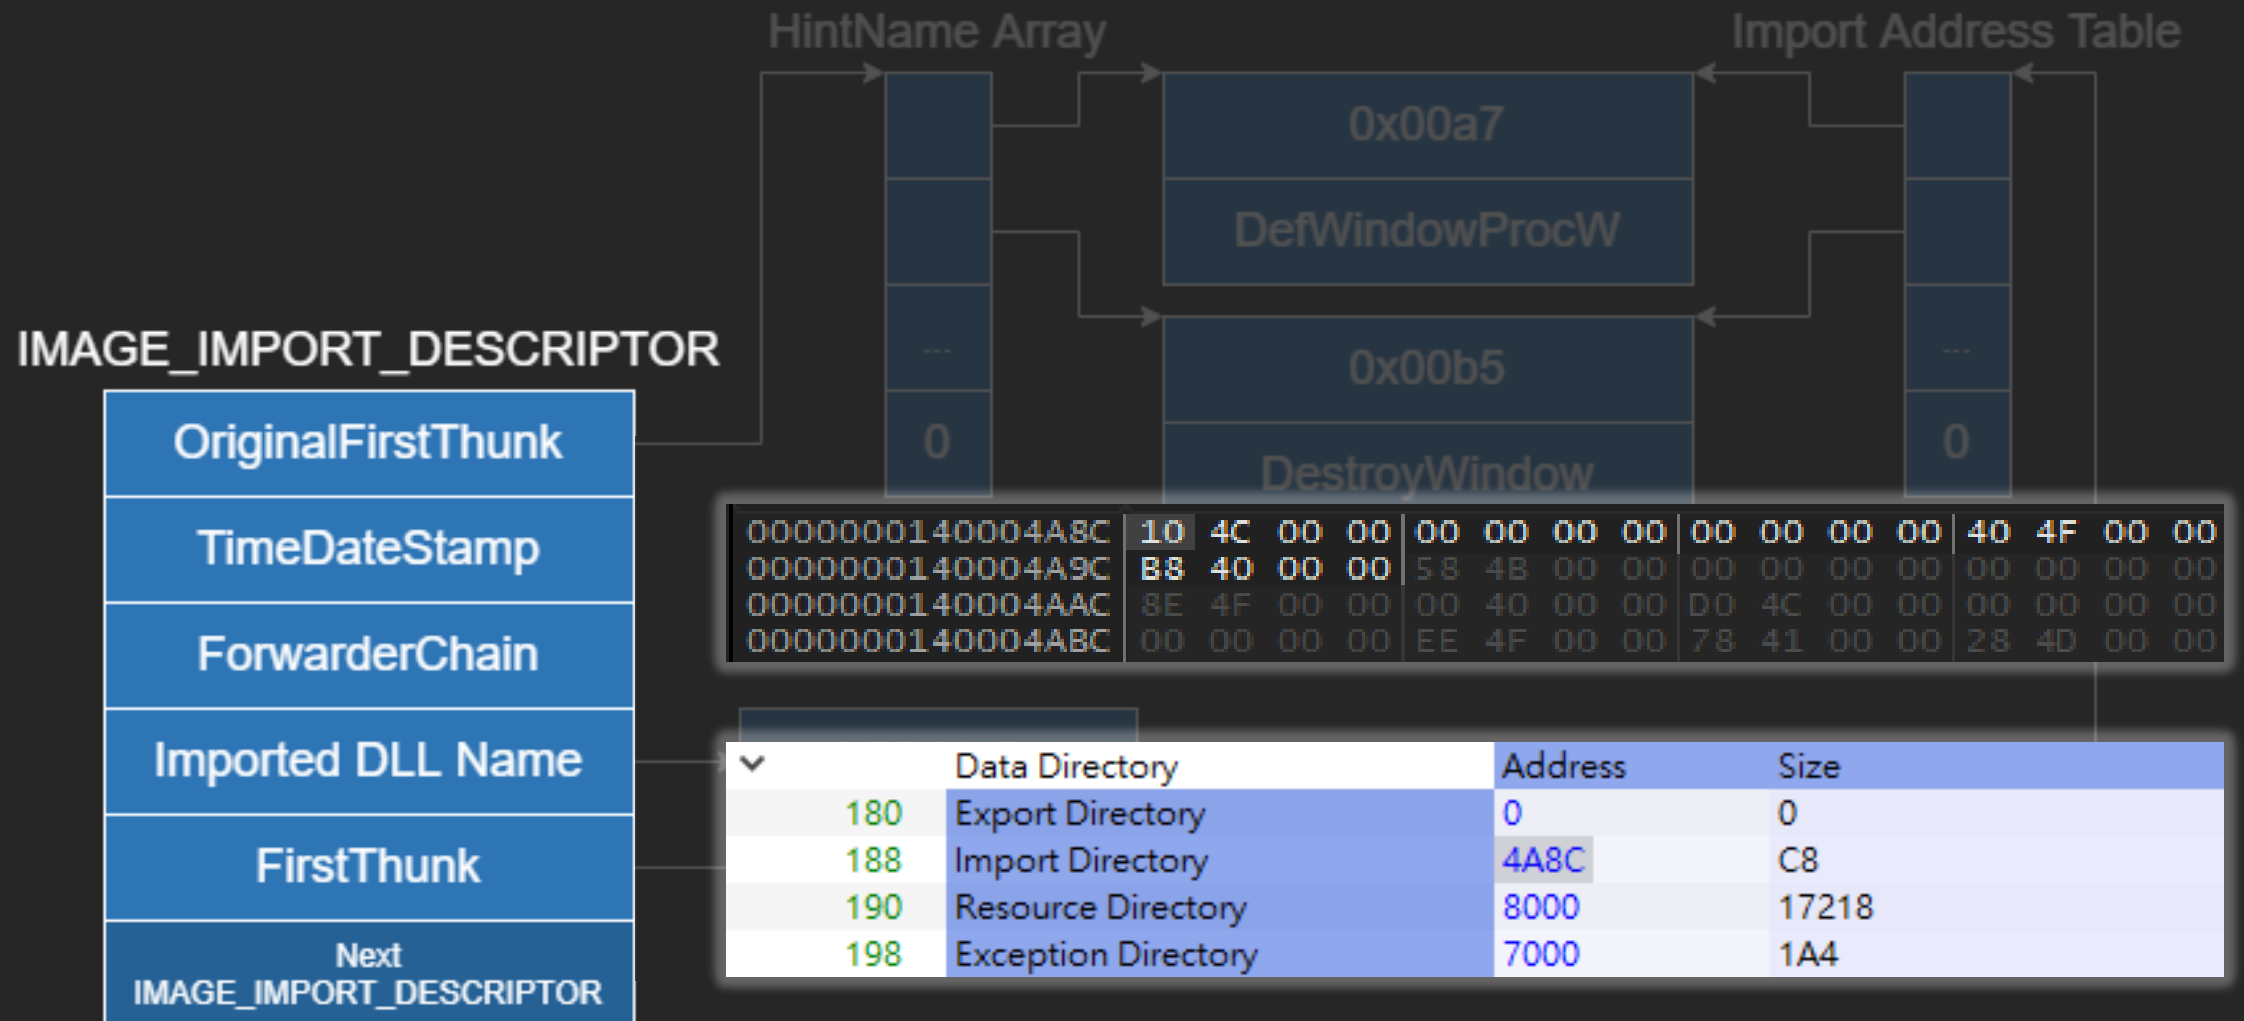 HintName Array
Import Address Table
0x00a7
DefWindowProcW
IMAGE_IMPORT_DESCRIPTOR
---
---
0x00b5
OriginalFirstThunk
0
0
DestroyWindow
TimeDateStamp
0000000140004A8C 10 4C 00 00 00 00 00 00 00 00 00 00 40 4F 00 00
0000000140004A9C B8 40 00 00 58 4B 00 00 00 00 00 00 00 00 00 00
0000000140004AAC 8E 4F 00 00 00 40 00 00 D0 4C 00 00 00 00 00 00
0000000140004ABC 00 00 00 00 EE 4F 00 00 78 41 00 00 28 4D 00 00
ForwarderChain
Imported DLL Name
FirstThunk
Next
IMAGE_IMPORT_DESCRIPTOR
Data Directory Address Size
180 Export Directory 0 0
188 Import Directory 4A8C C8
190 Resource Directory 8000 17218
198 Exception Directory 7000 1A4